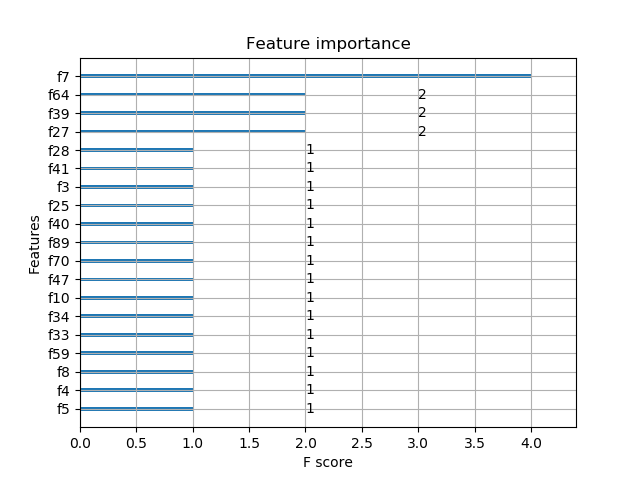 Feature importance
f7
f64 2
f39 2
f27 2
f28 1
f41 1
f3 1
f25 1
f40 1
f89 1
f70 1
f47 1
f10 1
f34 1
f33 1
f59 1
f8 1
f4 1
f5 1
Features
0.0 0.5 1.0 1.5 2.0 2.5 3.0 3.5 4.0
F score